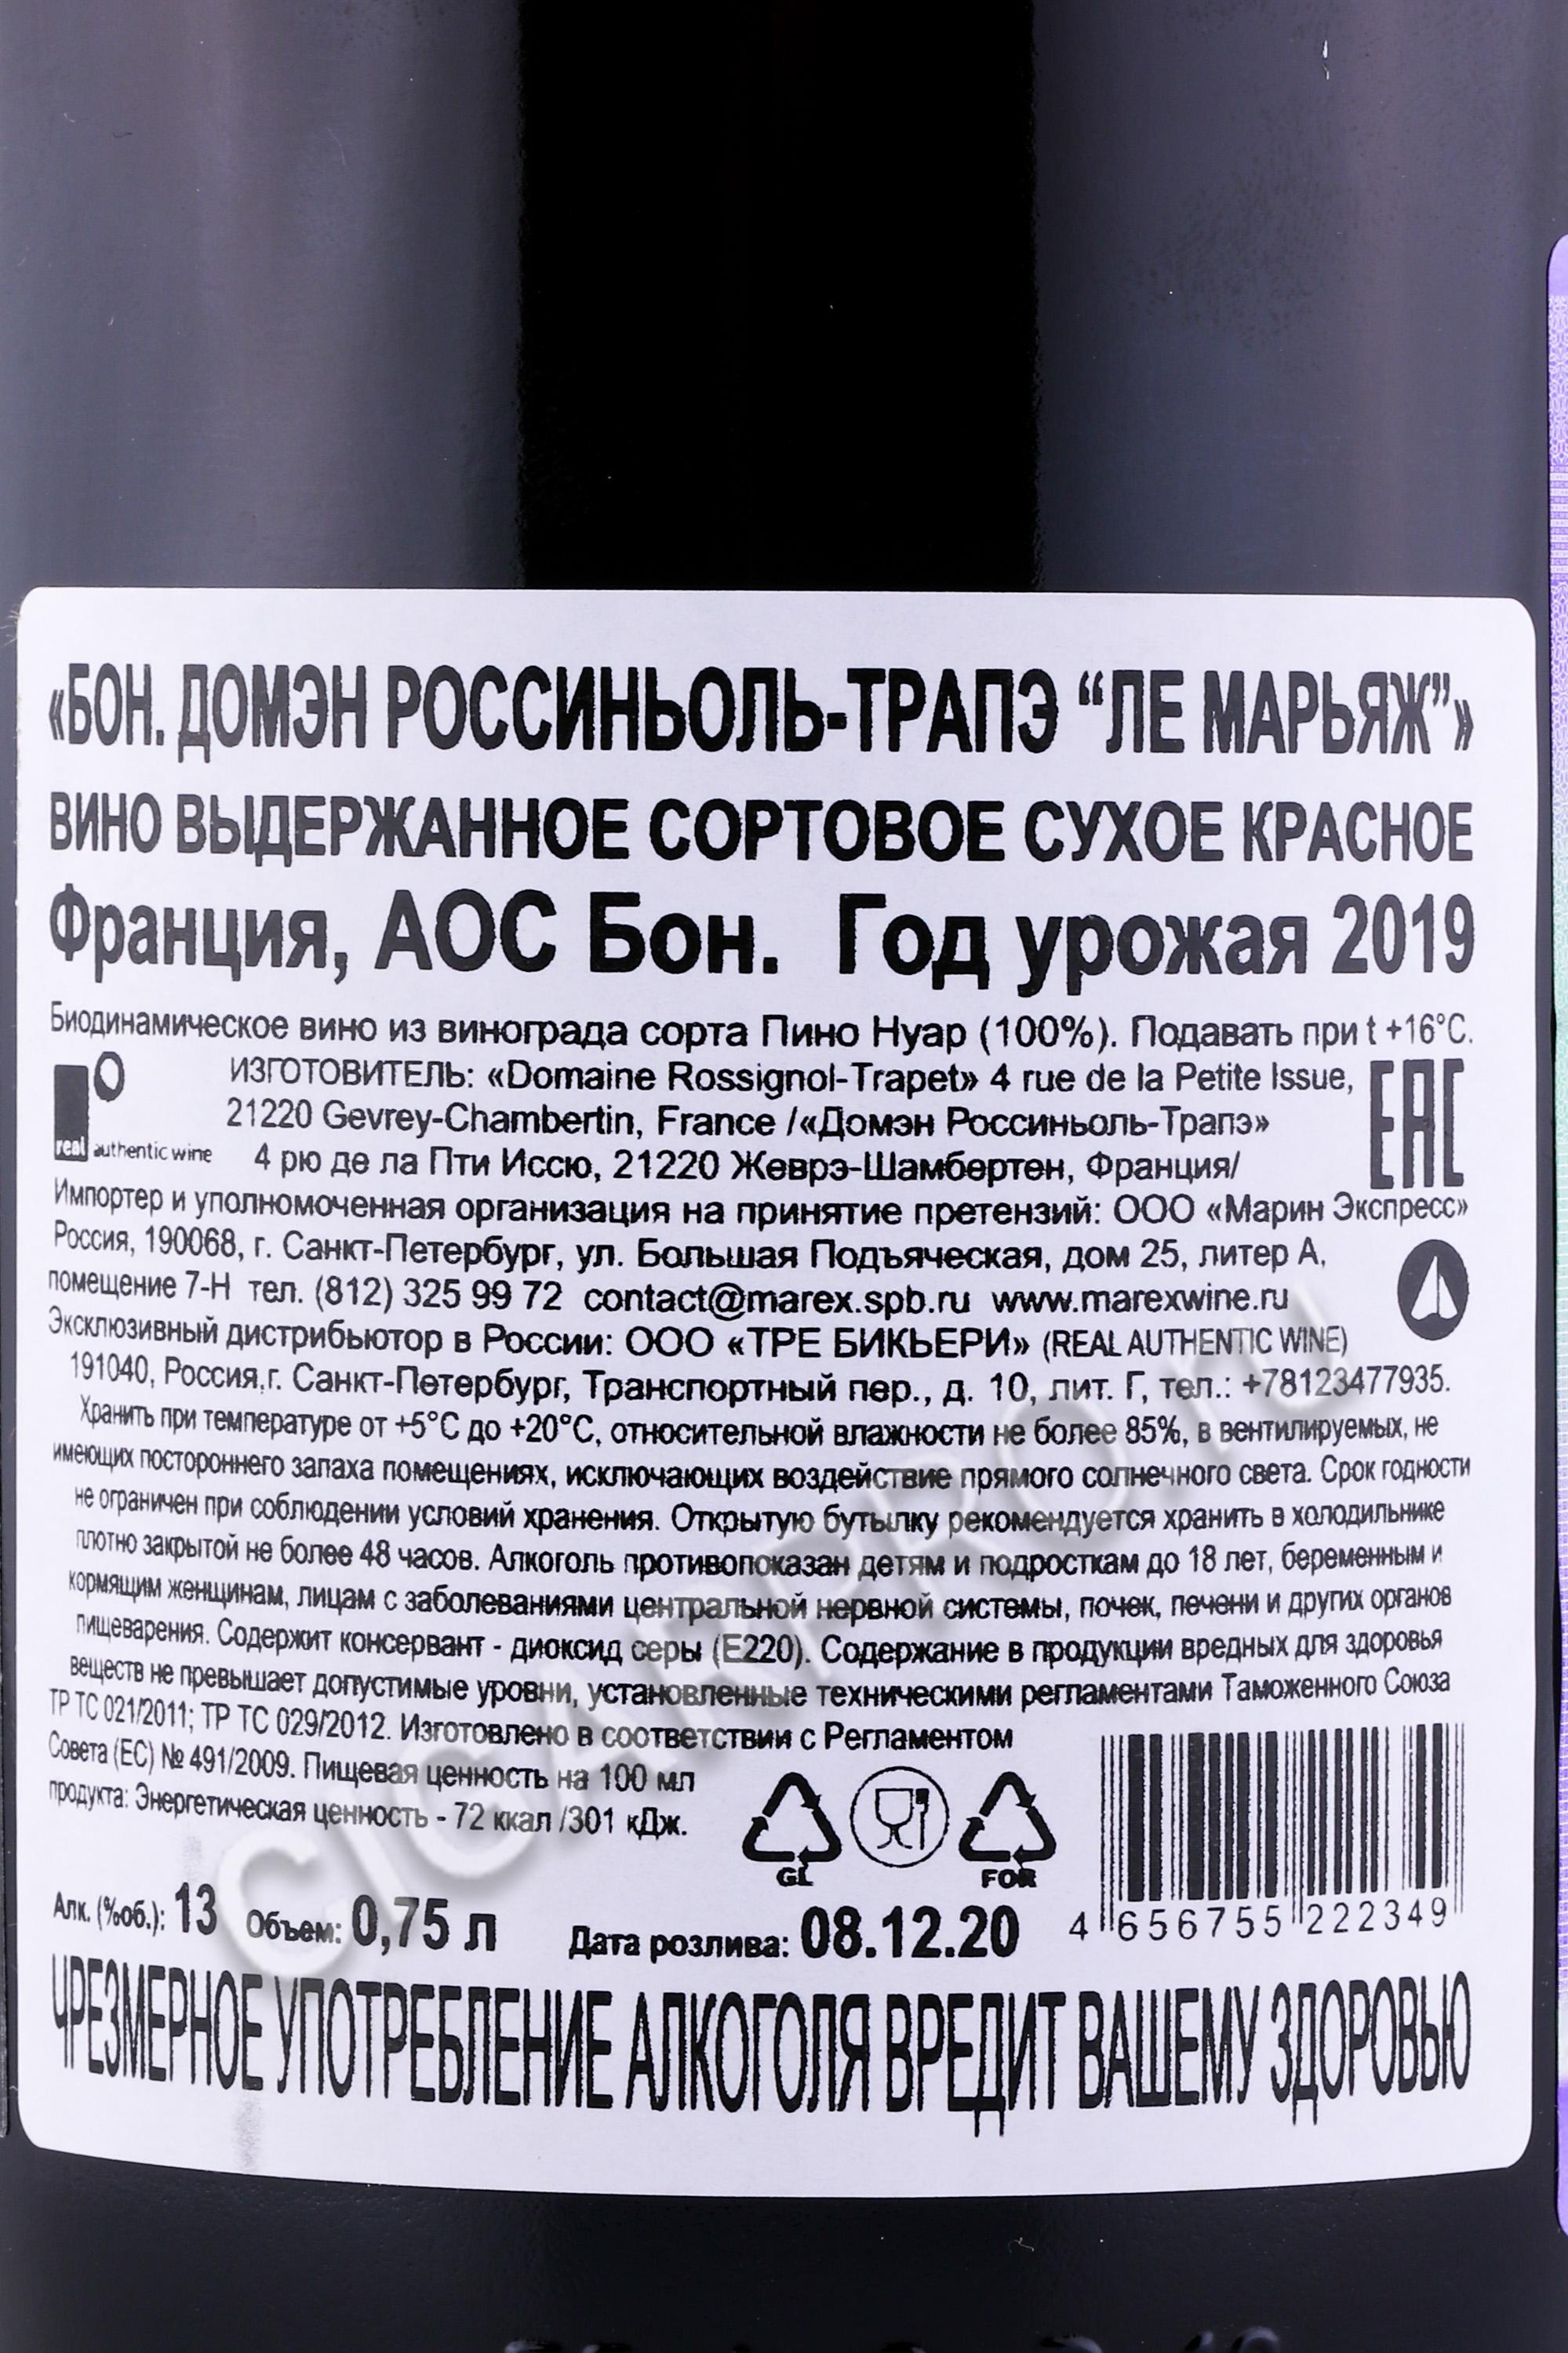 «БОН. ДОМЭН РОССИНЬОЛЬ-ТРАПЭ “ЛЕ МАРЬЯЖ”»
ВИНО ВЫДЕРЖАННОЕ СОРТОВОЕ СУХОЕ КРАСНОЕ
Франция, АОС Бон. Год урожая 2019
Биодинамическое вино из винограда сорта Пино Нуар (100%). Подавать при t +16°C.
ИЗГОТОВИТЕЛЬ: «Domaine Rossignol-Trapet» 4 rue de la Petite Issue,
21220 Gevrey-Chambertin, France /«Домэн Россиньоль-Трапэ»
4 рю де ла Пти Иссю, 21220 Жеврэ-Шамбертен, Франция/
real authentic wine
EAC
Импортер и уполномоченная организация на принятие претензий: ООО «Марин Экспресс»
Россия, 190068, г. Санкт-Петербург, ул. Большая Подъяческая, дом 25, литер А,
помещение 7-Н тел. (812) 325 99 72 contact@marex.spb.ru www.marexwine.ru
Эксклюзивный дистрибьютор в России: ООО «ТРЕ БИКЬЕРИ» (REAL AUTHENTIC WINE)
191040, Россия,г. Санкт-Петербург, Транспортный пер., д. 10, лит. Г, тел.: +78123477935.
Хранить при температуре от +5°C до +20°C, относительной влажности не более 85%, в вентилируемых, не
имеющих постороннего запаха помещениях, исключающих воздействие прямого солнечного света. Срок годности
не ограничен при соблюдении условий хранения. Открытую бутылку рекомендуется хранить в холодильнике
плотно закрытой не более 48 часов. Алкоголь противопоказан детям и подросткам до 18 лет, беременным и
кормящим женщинам, лицам с заболеваниями центральной нервной системы, почек, печени и других органов
пищеварения. Содержит консервант - диоксид серы (E220). Содержание в продукции вредных для здоровья
веществ не превышает допустимые уровни, установленные техническими регламентами Таможенного Союза
ТР ТС 021/2011; ТР ТС 029/2012. Изготовлено в соответствии с Регламентом
Совета (ЕС) № 491/2009. Пищевая ценность на 100 мл
продукта: Энергетическая ценность - 72 ккал /301 кДж.
GL
FOR
Алк. (%об.): 13 Объем: 0,75 л Дата розлива: 08.12.20
4 656755 222349
ЧРЕЗМЕРНОЕ УПОТРЕБЛЕНИЕ АЛКОГОЛЯ ВРЕДИТ ВАШЕМУ ЗДОРОВЬЮ
CIGARPRO.ru